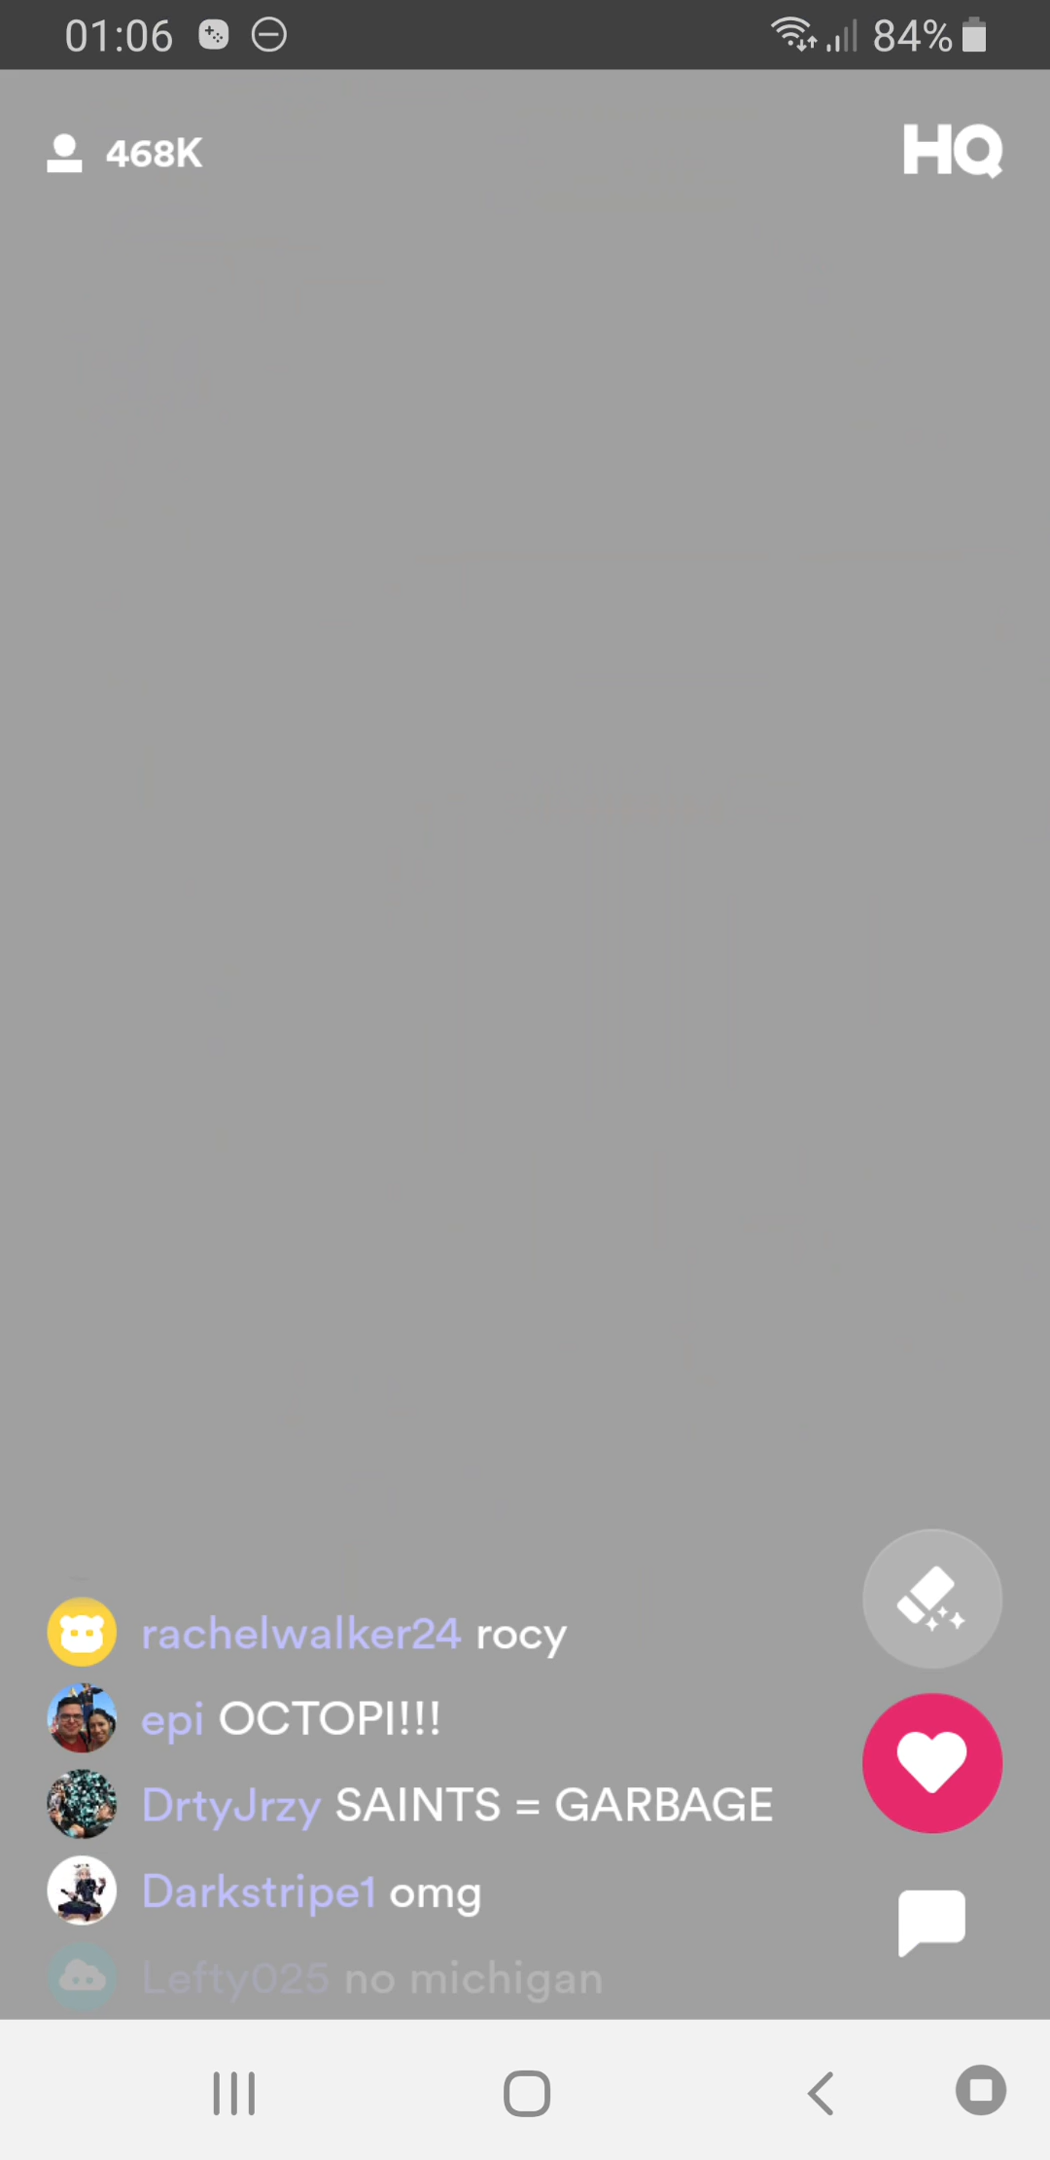 01:06 84%
468K HQ
rachelwalker24 rocy
epi OCTOPI!!!
DrtyJrzy SAINTS = GARBAGE
Darkstripe1 omg
Lefty025 no michigan